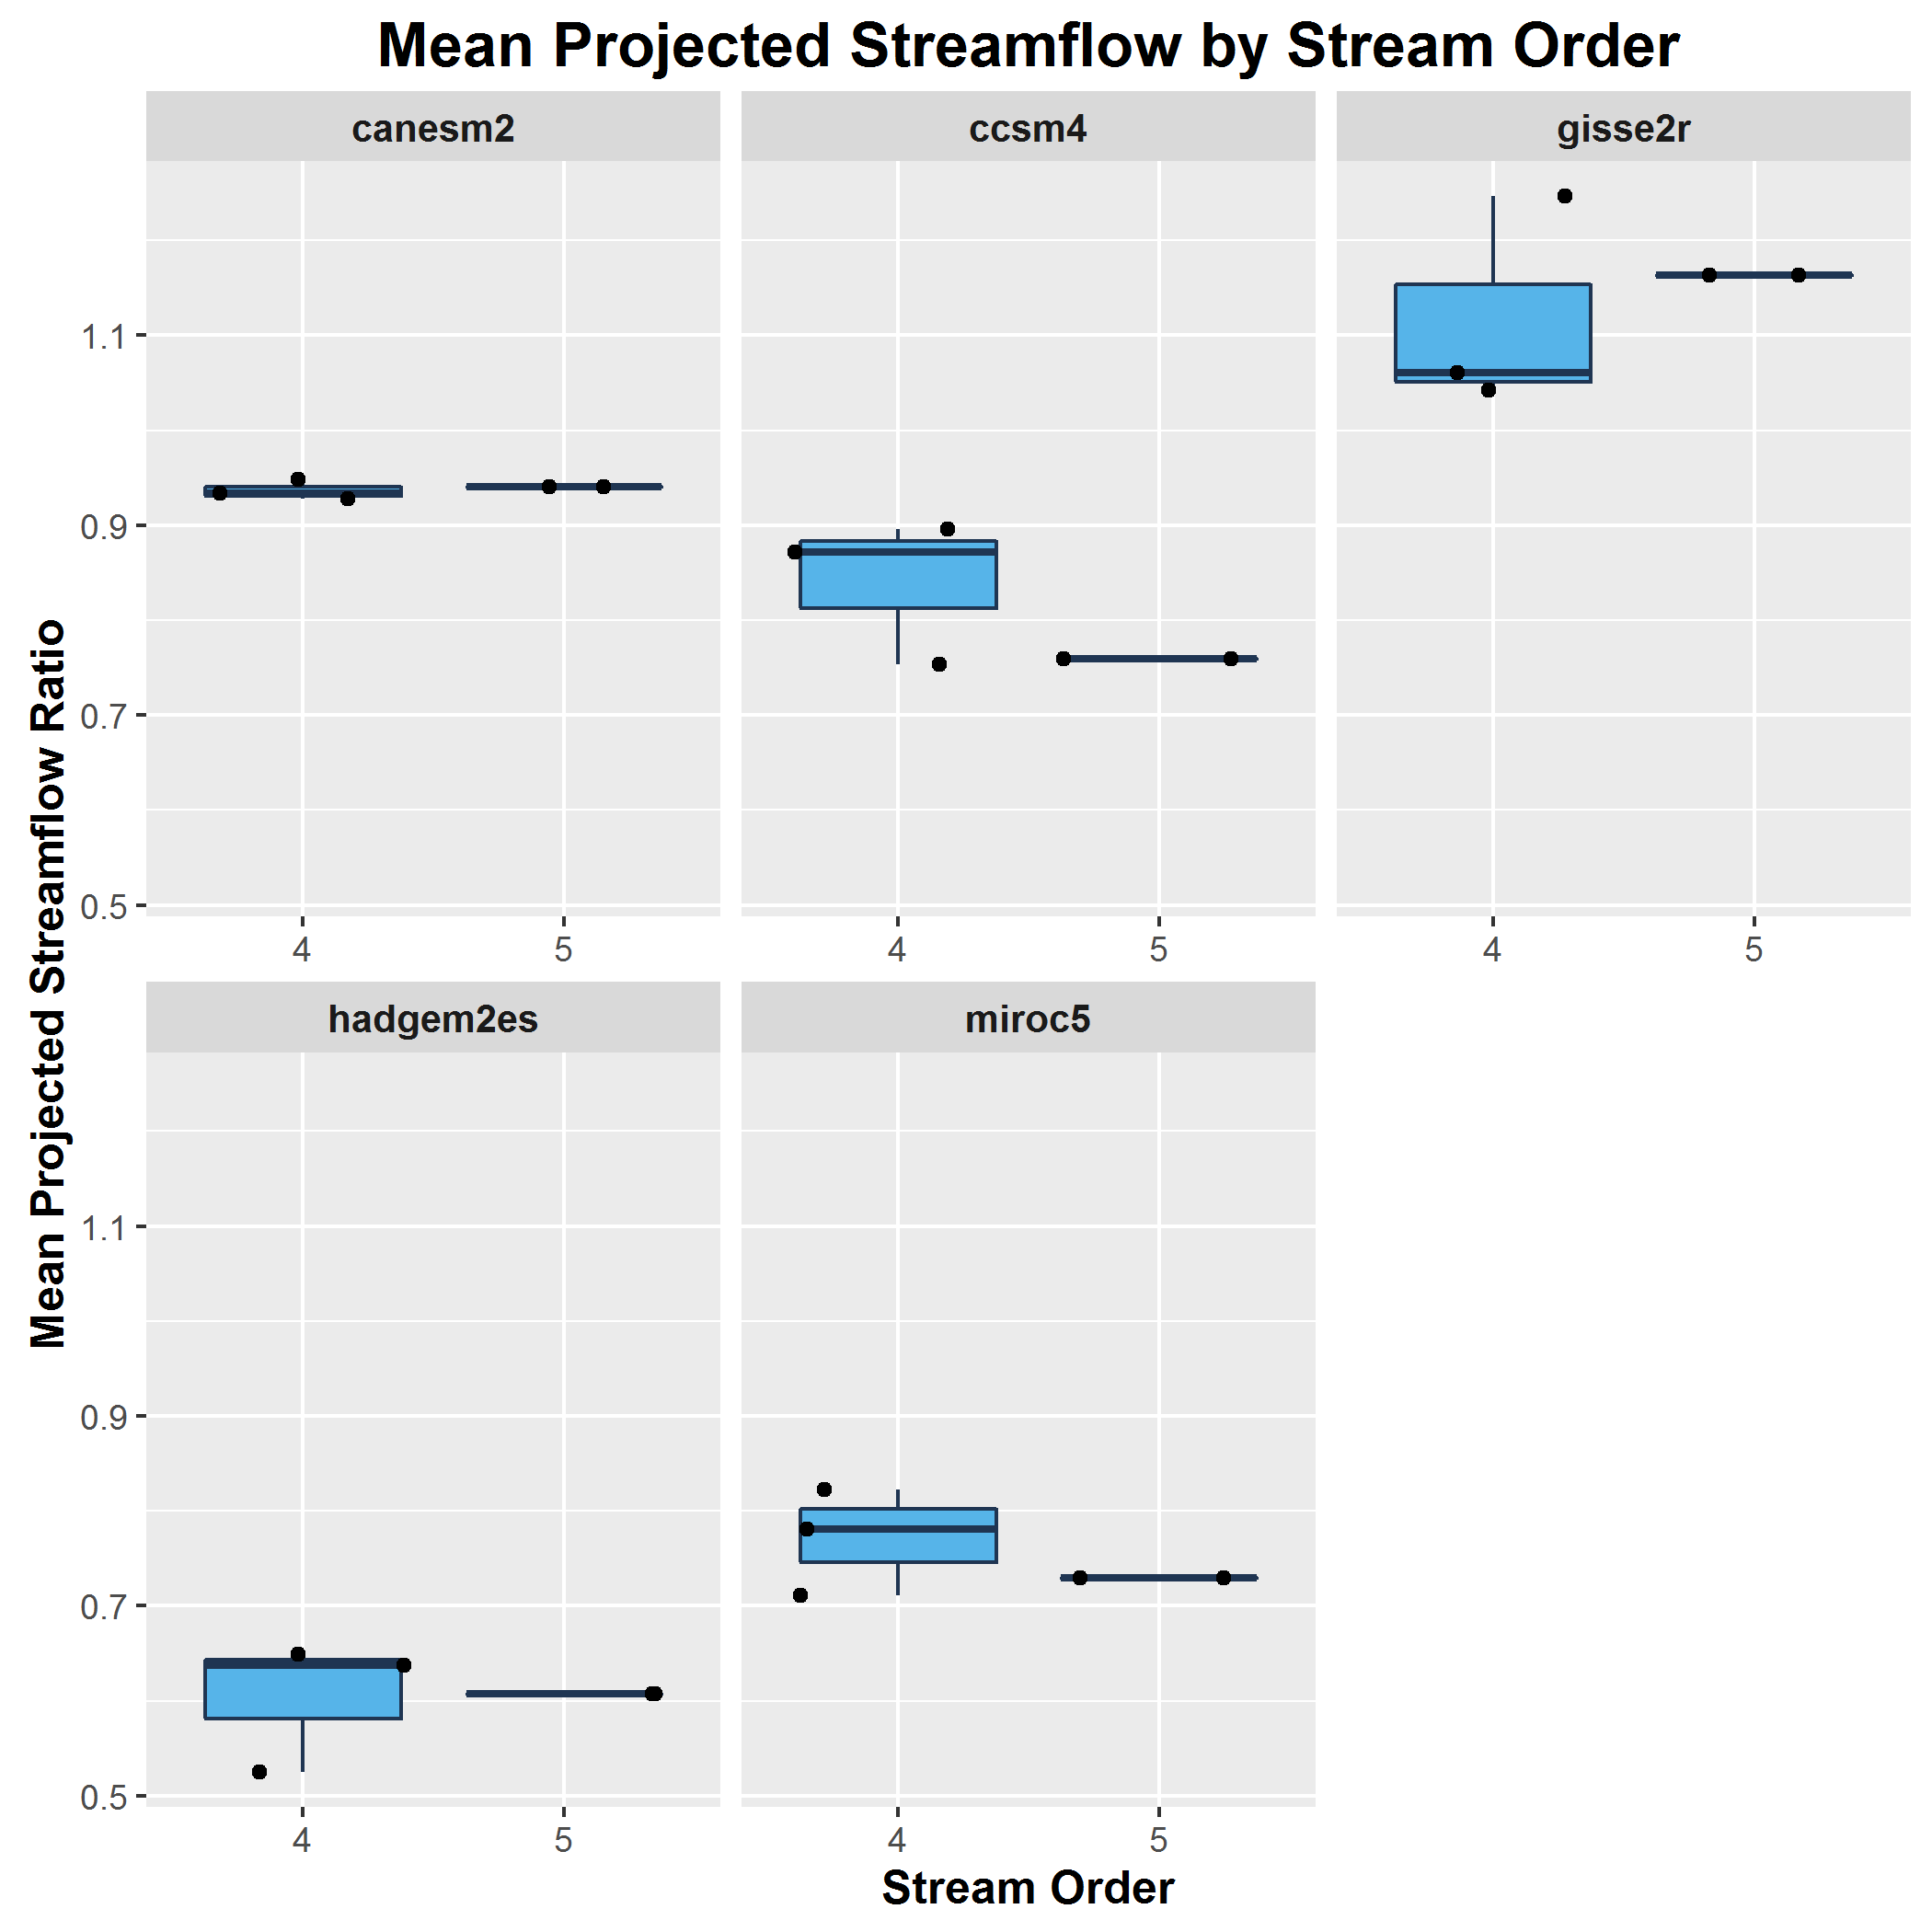 Mean Projected Streamflow by Stream Order
canesm2
ccsm4
gisse2r
Mean Projected Streamflow Ratio
1.1
0.9
0.7
0.5
4 5
4 5
4 5
hadgem2es
miroc5
1.1
0.9
0.7
0.5
4 5
4 5
Stream Order